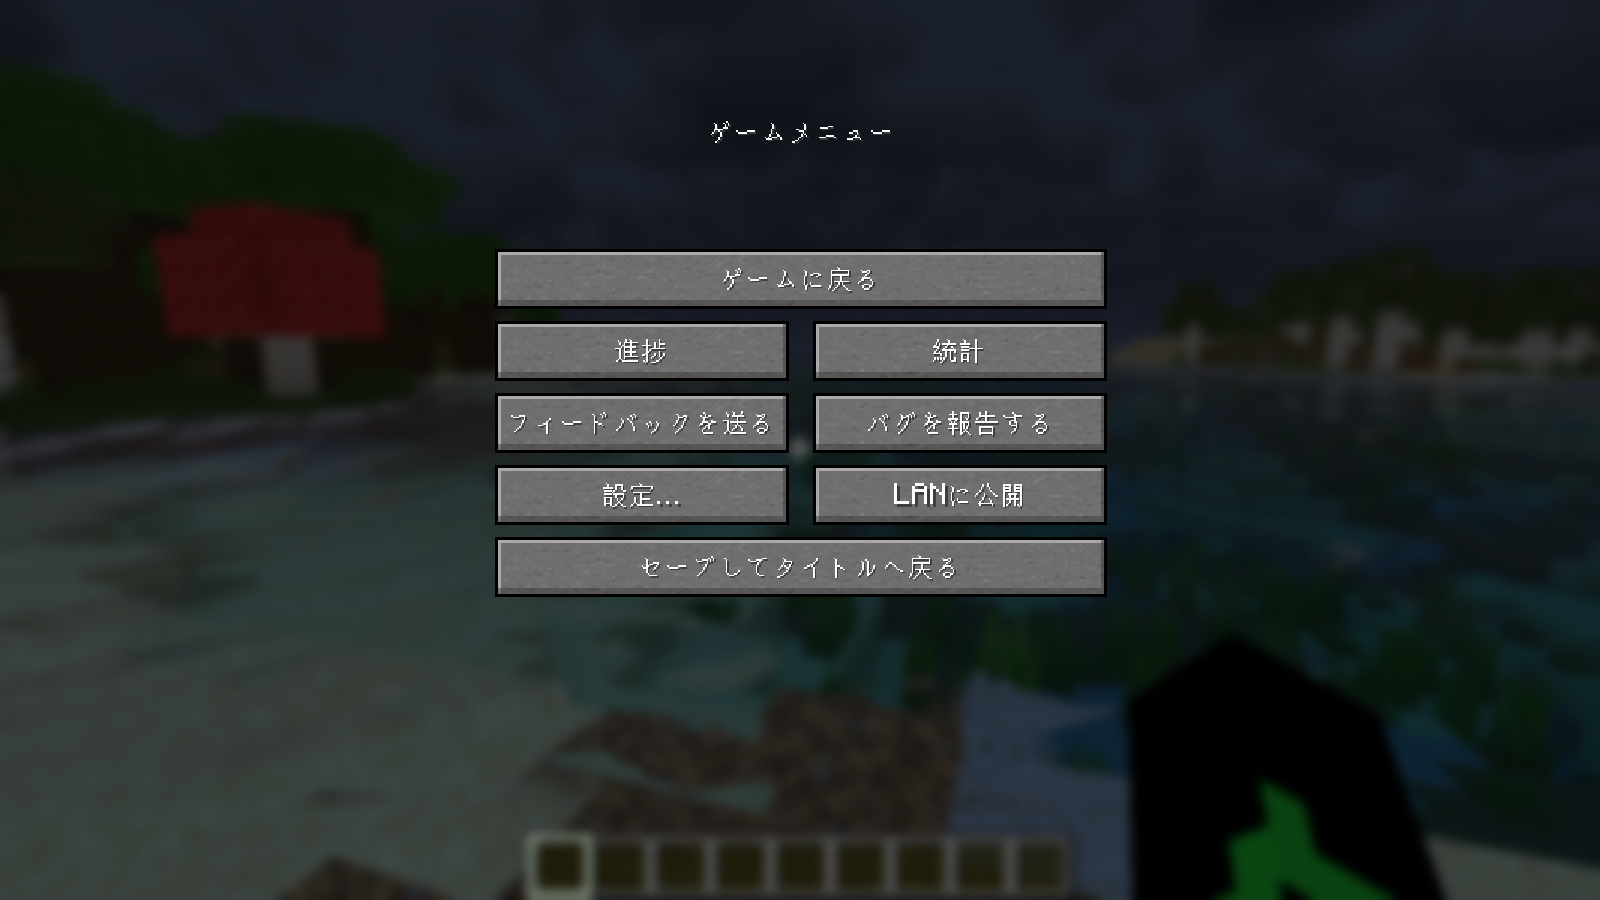 ゲームメニュー
ゲームに戻る
進捗
統計
フィードバックを送る
バグを報告する
設定...
LANに公開
セーブしてタイトルへ戻る